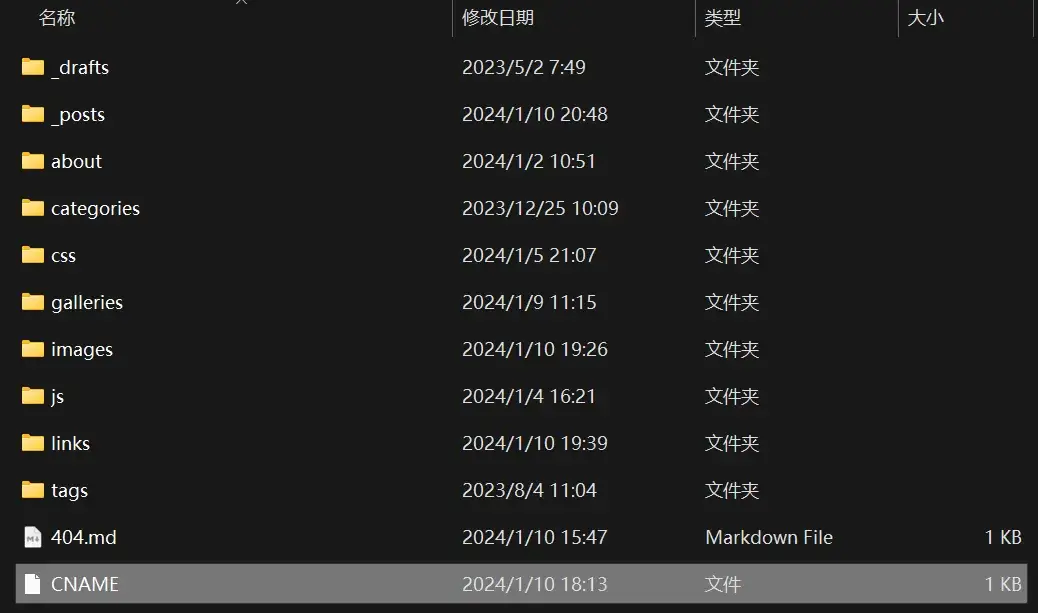 名称 修改日期 类型 大小
_drafts 2023/5/2 7:49 文件夹
_posts 2024/1/10 20:48 文件夹
about 2024/1/2 10:51 文件夹
categories 2023/12/25 10:09 文件夹
css 2024/1/5 21:07 文件夹
galleries 2024/1/9 11:15 文件夹
images 2024/1/10 19:26 文件夹
js 2024/1/4 16:21 文件夹
links 2024/1/10 19:39 文件夹
tags 2023/8/4 11:04 文件夹
404.md 2024/1/10 15:47 Markdown File 1 KB
CNAME 2024/1/10 18:13 文件 1 KB